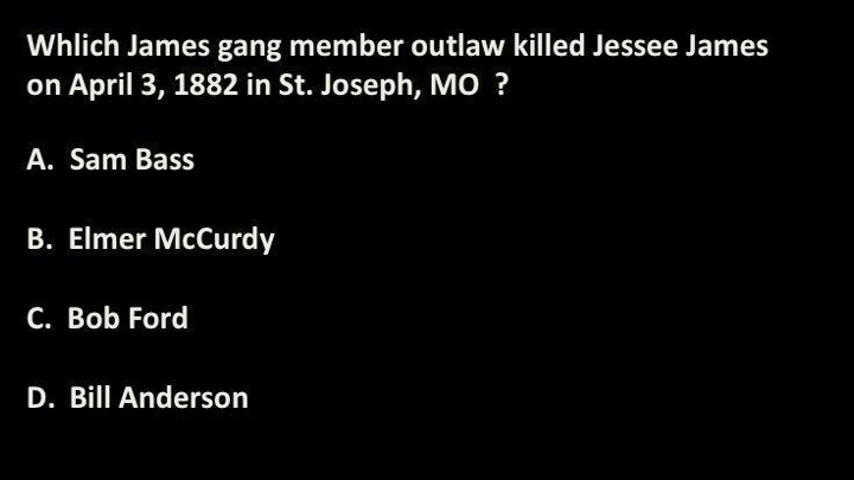 Whlich James gang member outlaw killed Jessee James
on April 3, 1882 in St. Joseph, MO  ?
A.  Sam Bass
B.  Elmer McCurdy
C.  Bob Ford
D.  Bill Anderson